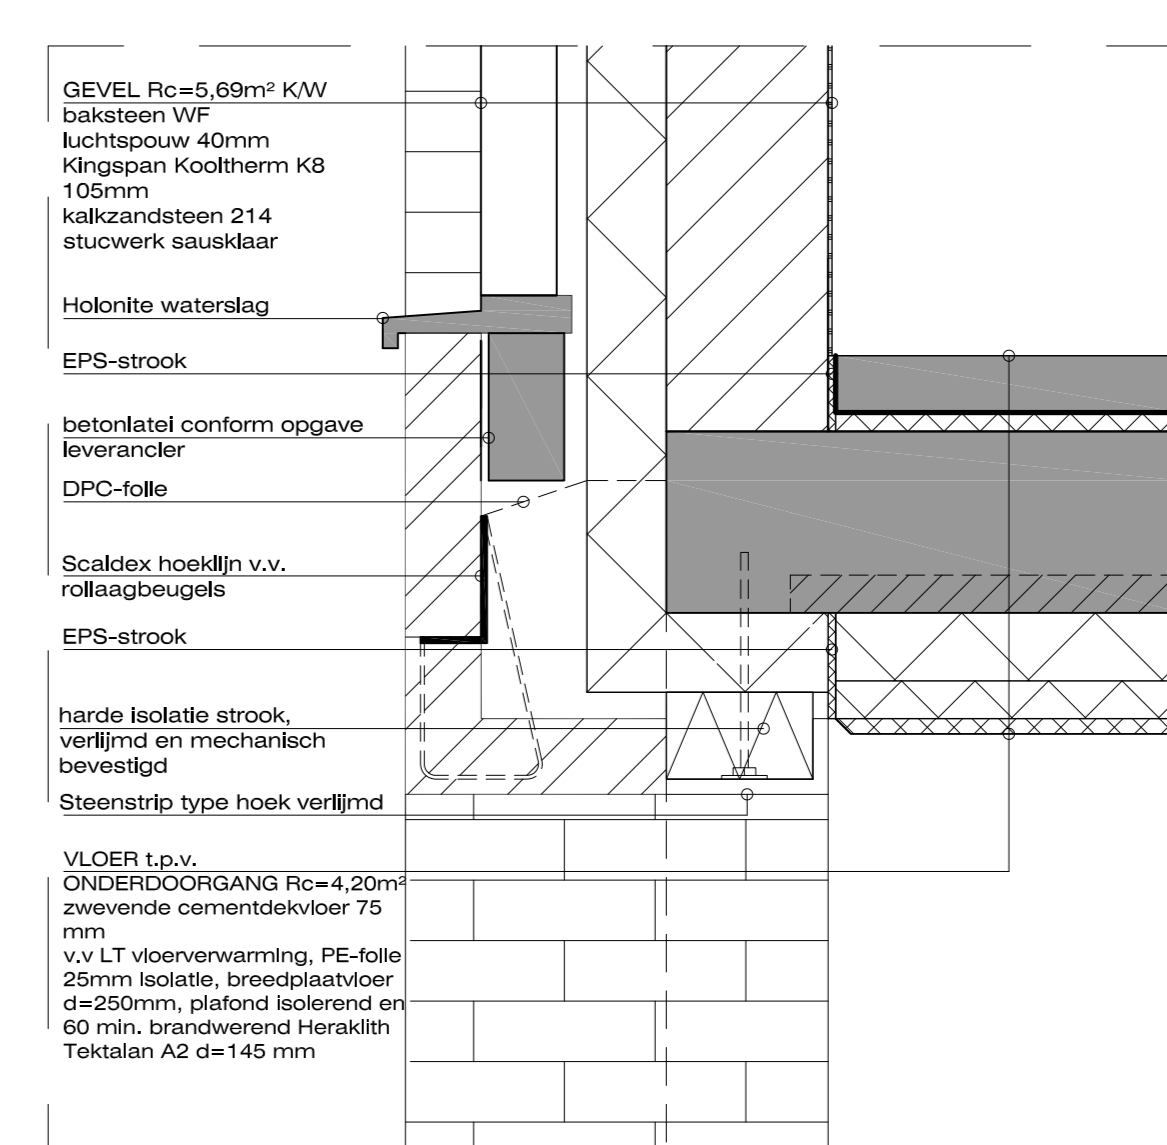 GEVEL Rc=5,69m² K/W
baksteen WF
luchtspouw 40mm
Kingspan Kooltherm K8
105mm
kalkzandsteen 214
stucwerk sausklaar
Holonite waterslag
EPS-strook
betonlatei conform opgave
leverancier
DPC-folie
Scaldex hoeklijn v.v.
rollaagbeugels
EPS-strook
harde isolatie strook,
verlijmd en mechanisch
bevestigd
Steenstrip type hoek verlijmd
VLOER t.p.v.
ONDERDOORGANG Rc=4,20m²
zwevende cementdekvloer 75
mm
v.v LT vloerverwarming, PE-folie
25mm isolatie, breedplaatvloer
d=250mm, plafond isolerend en
60 min. brandwerend Heraklith
Tektalan A2 d=145 mm